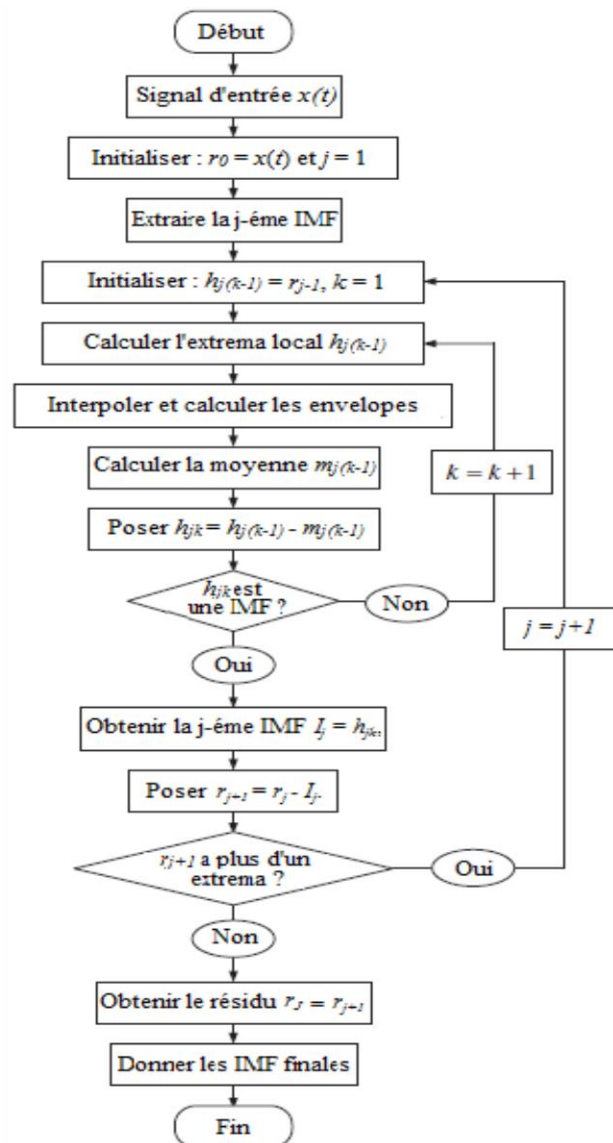 Début
Signal d'entrée x(t)
Initialiser : r0 = x(t) et j = 1
Extraire la j-éme IMF
Initialiser : hj(k-1) = rj-1, k = 1
Calculer l'extrema local hj(k-1)
Interpoler et calculer les envelopes
Calculer la moyenne mj(k-1)
k = k + 1
Poser hjk = hj(k-1) - mj(k-1)
hjk est
une IMF ?
Non
j = j+1
Oui
Obtenir la j-éme IMF Ij = hjk,
Poser rj+1 = rj - Ij.
rj+1 a plus d'un
extrema ?
Oui
Non
Obtenir le résidu rJ = rj+1
Donner les IMF finales
Fin